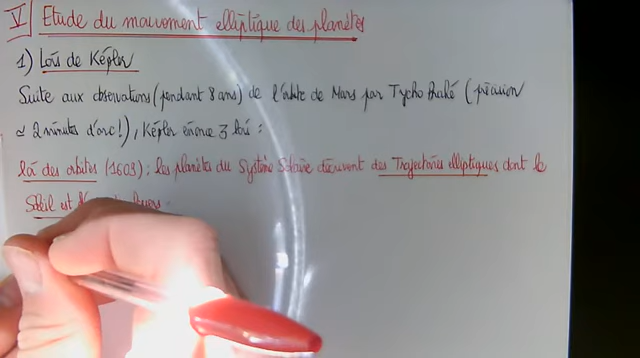 V Etude du mouvement elliptique des planètes
1) Lois de Képler
Suite aux observations (pendant 8 ans) de l'orbite de Mars par Tycho Brahé (précision
≃ 2 minutes d'arc!), Képler énonce 3 lois :
loi des orbites (1603) : les planètes du Système Solaire décrivent des Trajectoires elliptiques dont le
Soleil est